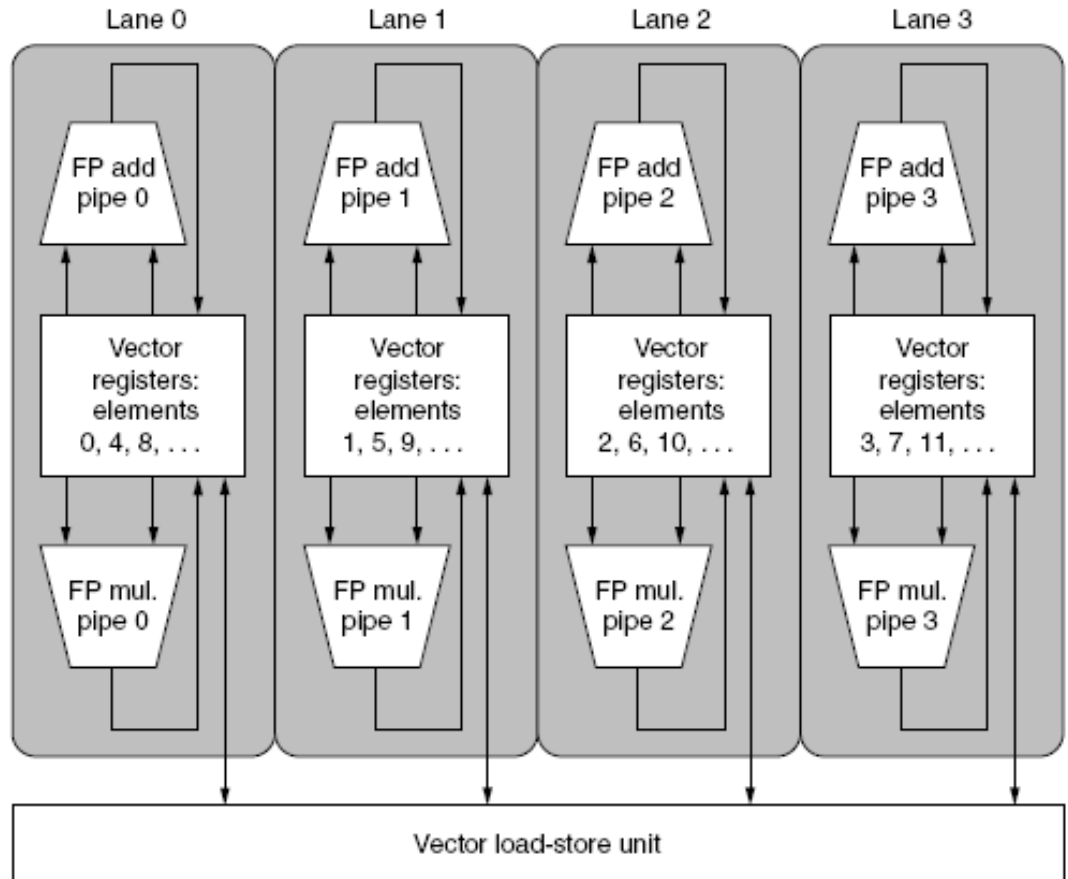 Lane 0
Lane 1
Lane 2
Lane 3
FP add
pipe 0
FP add
pipe 1
FP add
pipe 2
FP add
pipe 3
Vector
registers:
elements
0, 4, 8, . . .
Vector
registers:
elements
1, 5, 9, . . .
Vector
registers:
elements
2, 6, 10, . . .
Vector
registers:
elements
3, 7, 11, . . .
FP mul.
pipe 0
FP mul.
pipe 1
FP mul.
pipe 2
FP mul.
pipe 3
Vector load-store unit